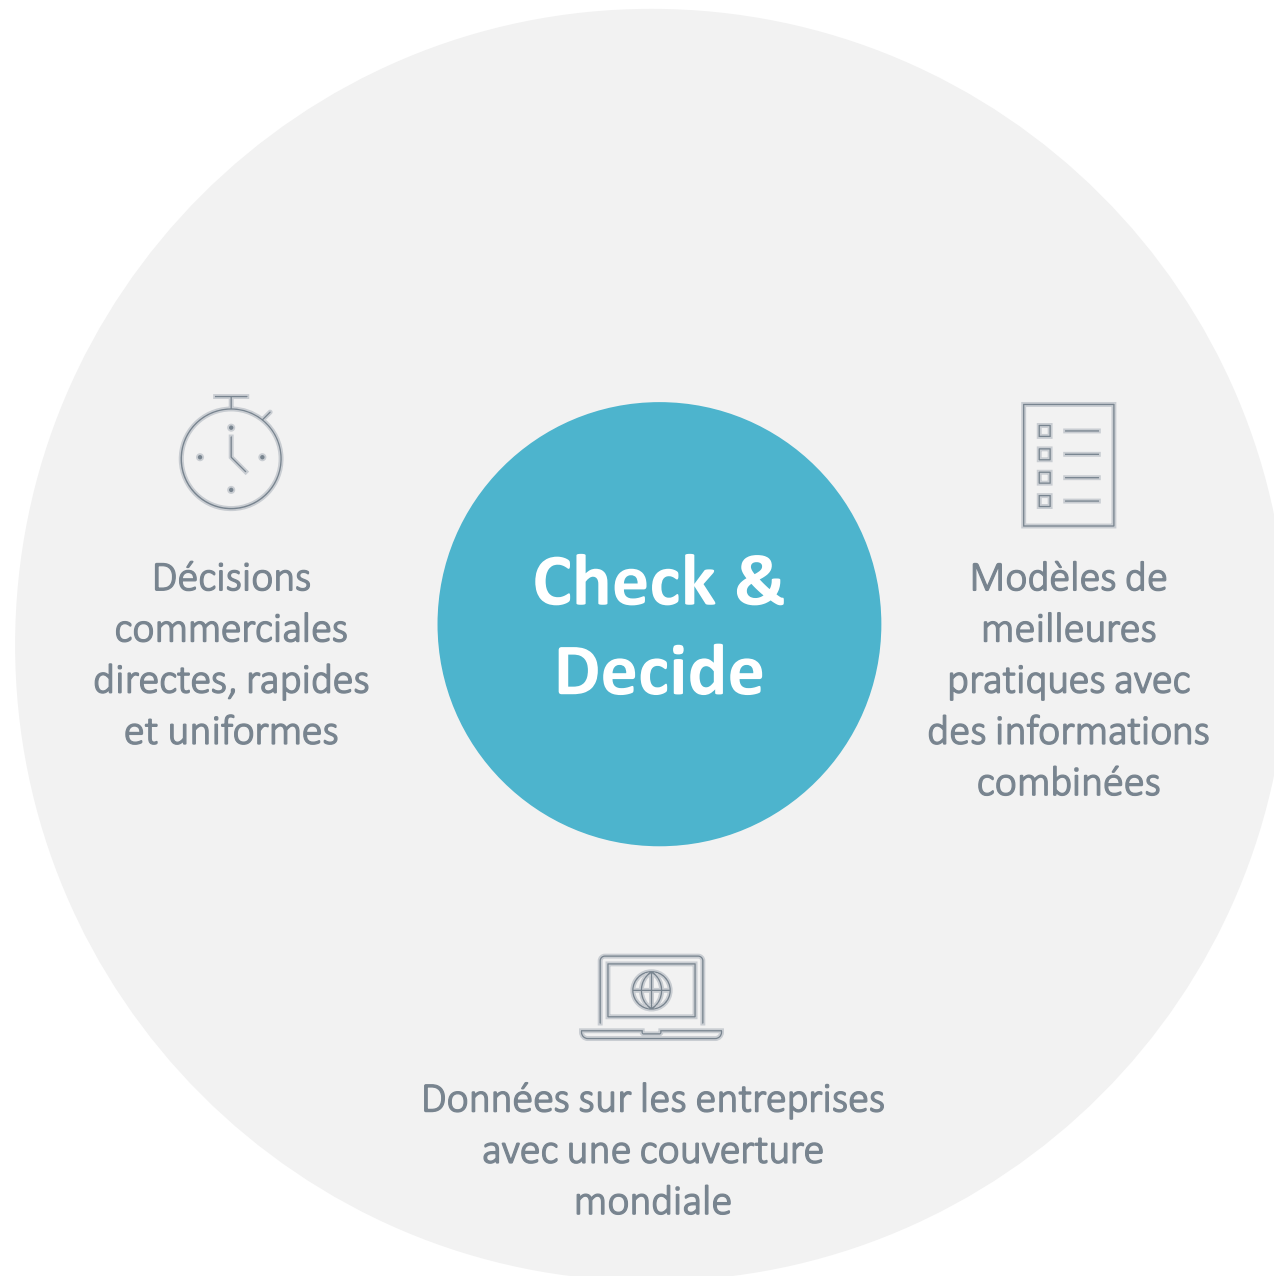 Décisions
commerciales
directes, rapides
et uniformes
Check &
Decide
Modèles de
meilleures
pratiques avec
des informations
combinées
Données sur les entreprises
avec une couverture
mondiale